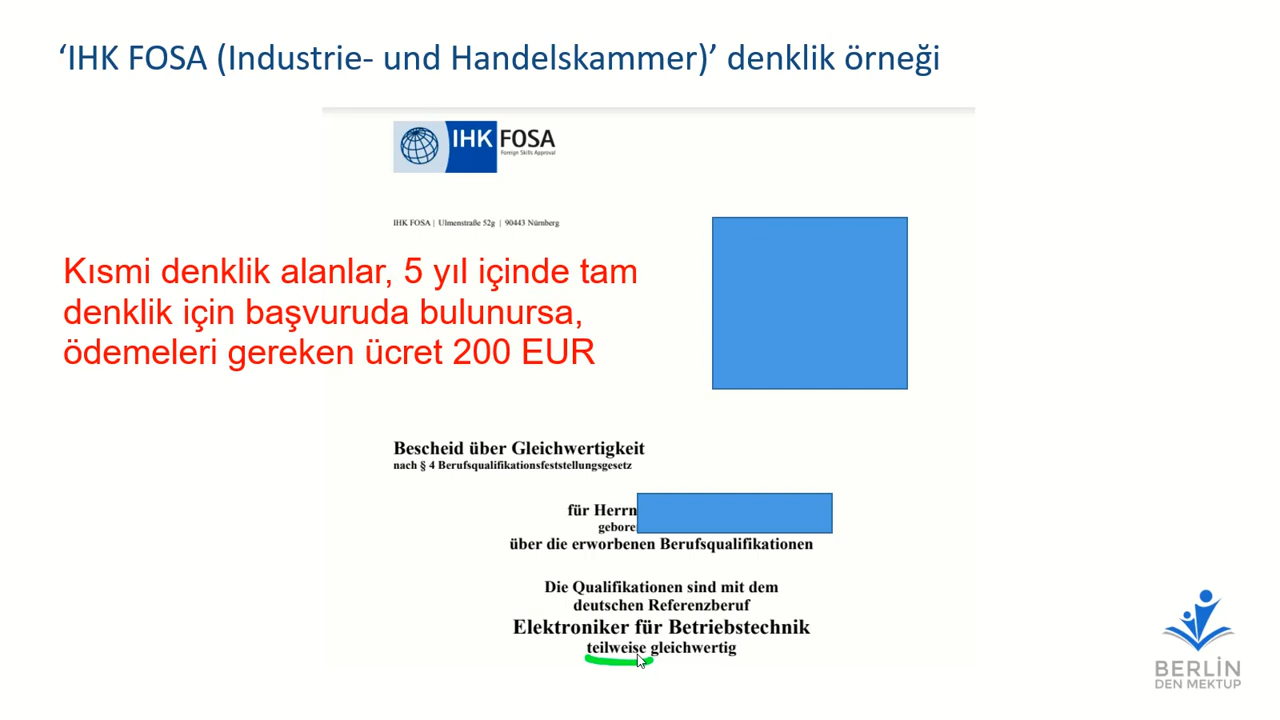 ‘IHK FOSA (Industrie- und Handelskammer)’ denklik örneği
IHK FOSA
Foreign Skills Approval
IHK FOSA | Ulmenstraße 52g | 90443 Nürnberg
Kısmi denklik alanlar, 5 yıl içinde tam
denklik için başvuruda bulunursa,
ödemeleri gereken ücret 200 EUR
Bescheid über Gleichwertigkeit
nach § 4 Berufsqualifikationsfeststellungsgesetz
für Herrn
gebore
über die erworbenen Berufsqualifikationen
Die Qualifikationen sind mit dem
deutschen Referenzberuf
Elektroniker für Betriebstechnik
teilweise gleichwertig
BERLİN
DEN MEKTUP